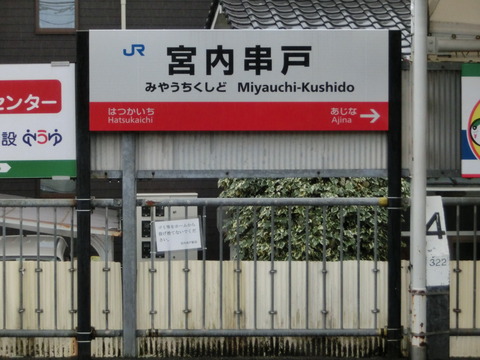 JR
宮内串戸
みやうちくしど Miyauchi-Kushido
はつかいち
Hatsukaichi
あじな
Ajina
センター
設
4
322